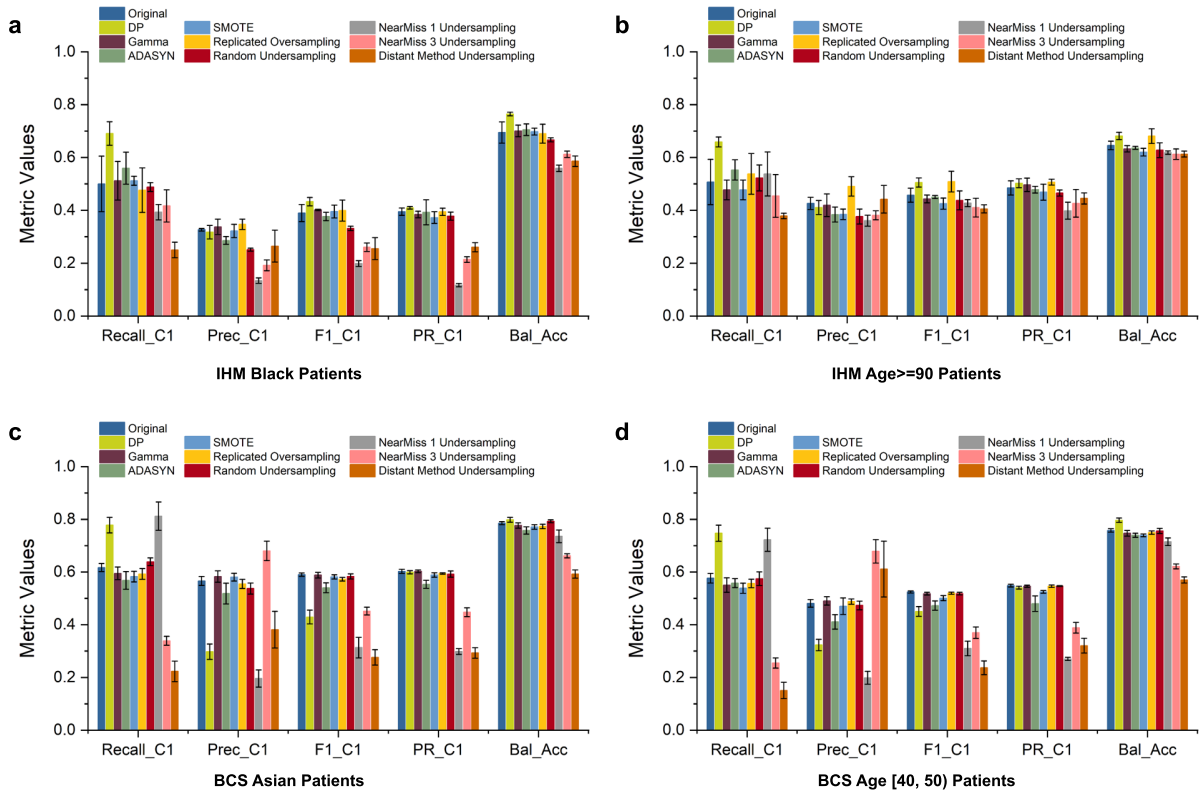 a
Original
DP
Gamma
ADASYN
SMOTE
Replicated Oversampling
Random Undersampling
NearMiss 1 Undersampling
NearMiss 3 Undersampling
Distant Method Undersampling
Metric Values
1.0
0.8
0.6
0.4
0.2
0.0
Recall_C1
Prec_C1
F1_C1
PR_C1
Bal_Acc
IHM Black Patients
b
Original
DP
Gamma
ADASYN
SMOTE
Replicated Oversampling
Random Undersampling
NearMiss 1 Undersampling
NearMiss 3 Undersampling
Distant Method Undersampling
Metric Values
1.0
0.8
0.6
0.4
0.2
0.0
Recall_C1
Prec_C1
F1_C1
PR_C1
Bal_Acc
IHM Age>=90 Patients
c
Original
DP
Gamma
ADASYN
SMOTE
Replicated Oversampling
Random Undersampling
NearMiss 1 Undersampling
NearMiss 3 Undersampling
Distant Method Undersampling
Metric Values
1.0
0.8
0.6
0.4
0.2
0.0
Recall_C1
Prec_C1
F1_C1
PR_C1
Bal_Acc
BCS Asian Patients
d
Original
DP
Gamma
ADASYN
SMOTE
Replicated Oversampling
Random Undersampling
NearMiss 1 Undersampling
NearMiss 3 Undersampling
Distant Method Undersampling
Metric Values
1.0
0.8
0.6
0.4
0.2
0.0
Recall_C1
Prec_C1
F1_C1
PR_C1
Bal_Acc
BCS Age [40, 50) Patients